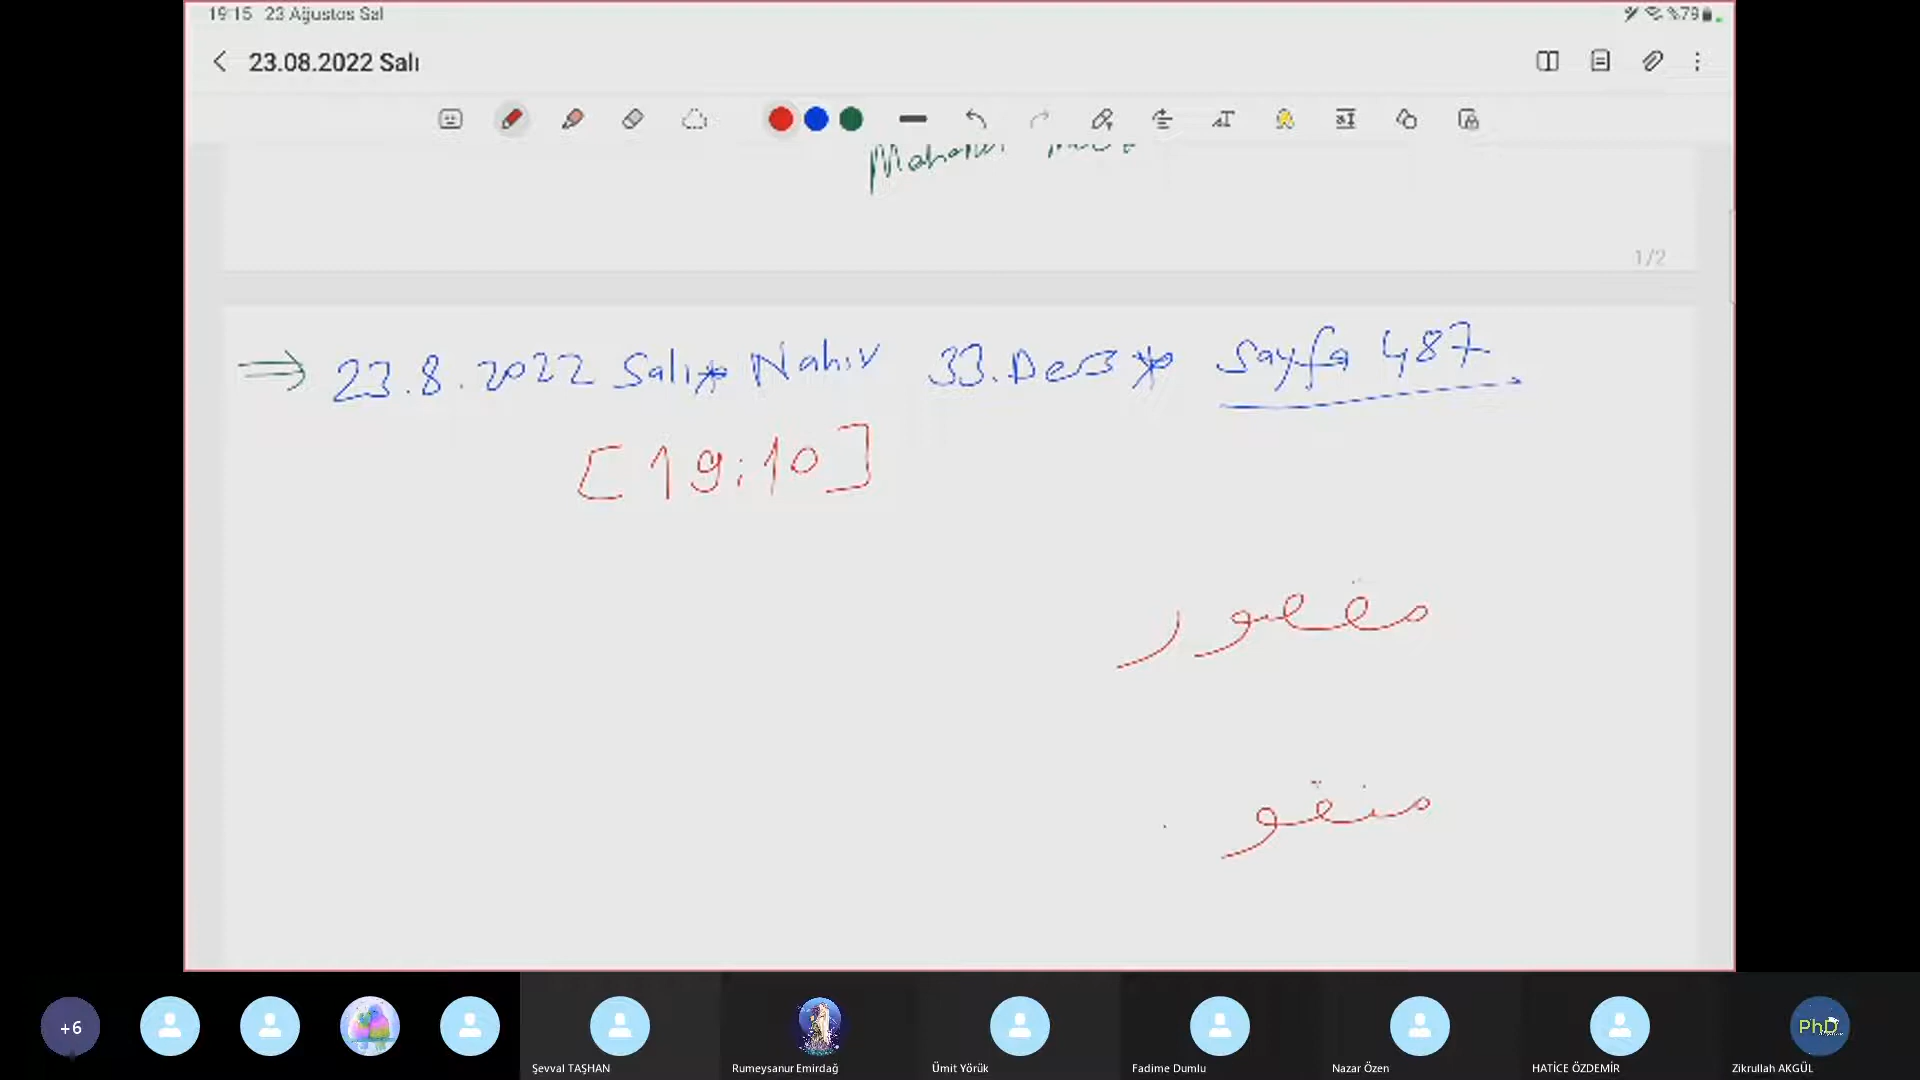 19:15 23 Ağustos Sal
%79
23.08.2022 Salı
1/2
⇒ 23.8.2022 Salı * Nahiv 33.Ders * Sayfa 487
[19:10]
+6
PhD
Şevval TAŞHAN
Rumeysanur Emirdağ
Ümit Yörük
Fadime Dumlu
Nazar Özen
HATİCE ÖZDEMİR
Zikrullah AKGÜL